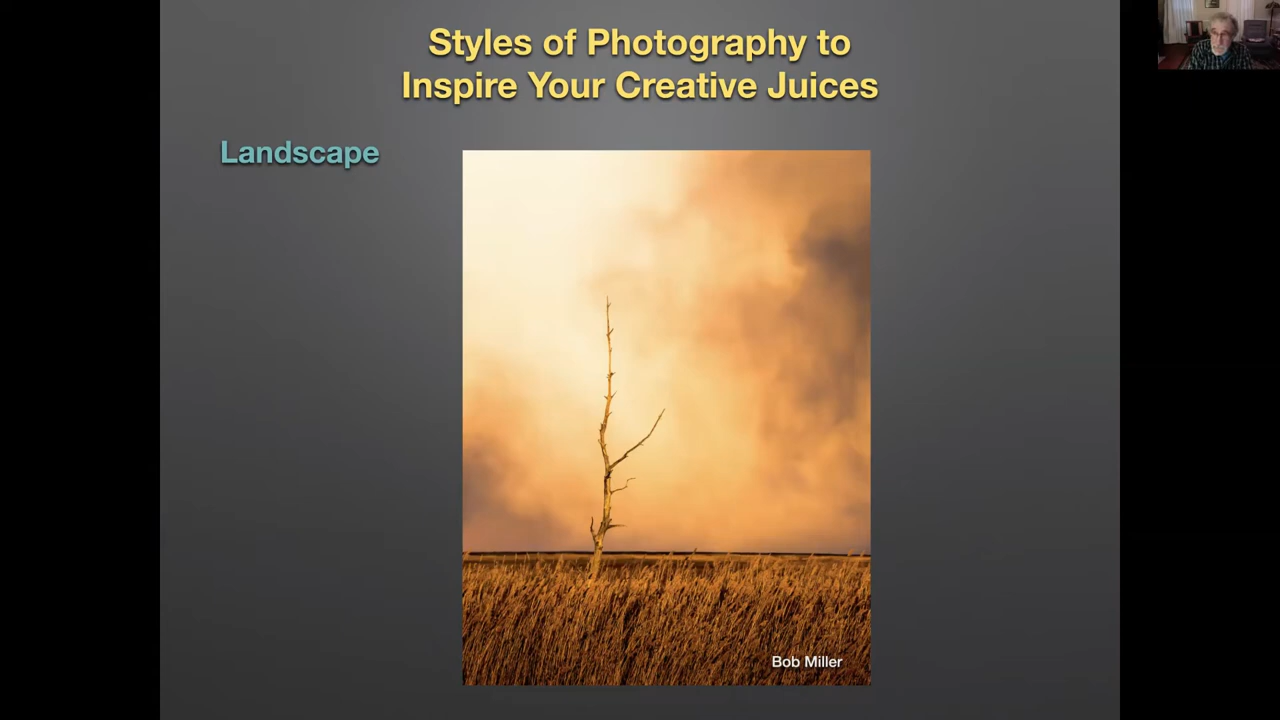 Styles of Photography to
Inspire Your Creative Juices
Landscape
Bob Miller